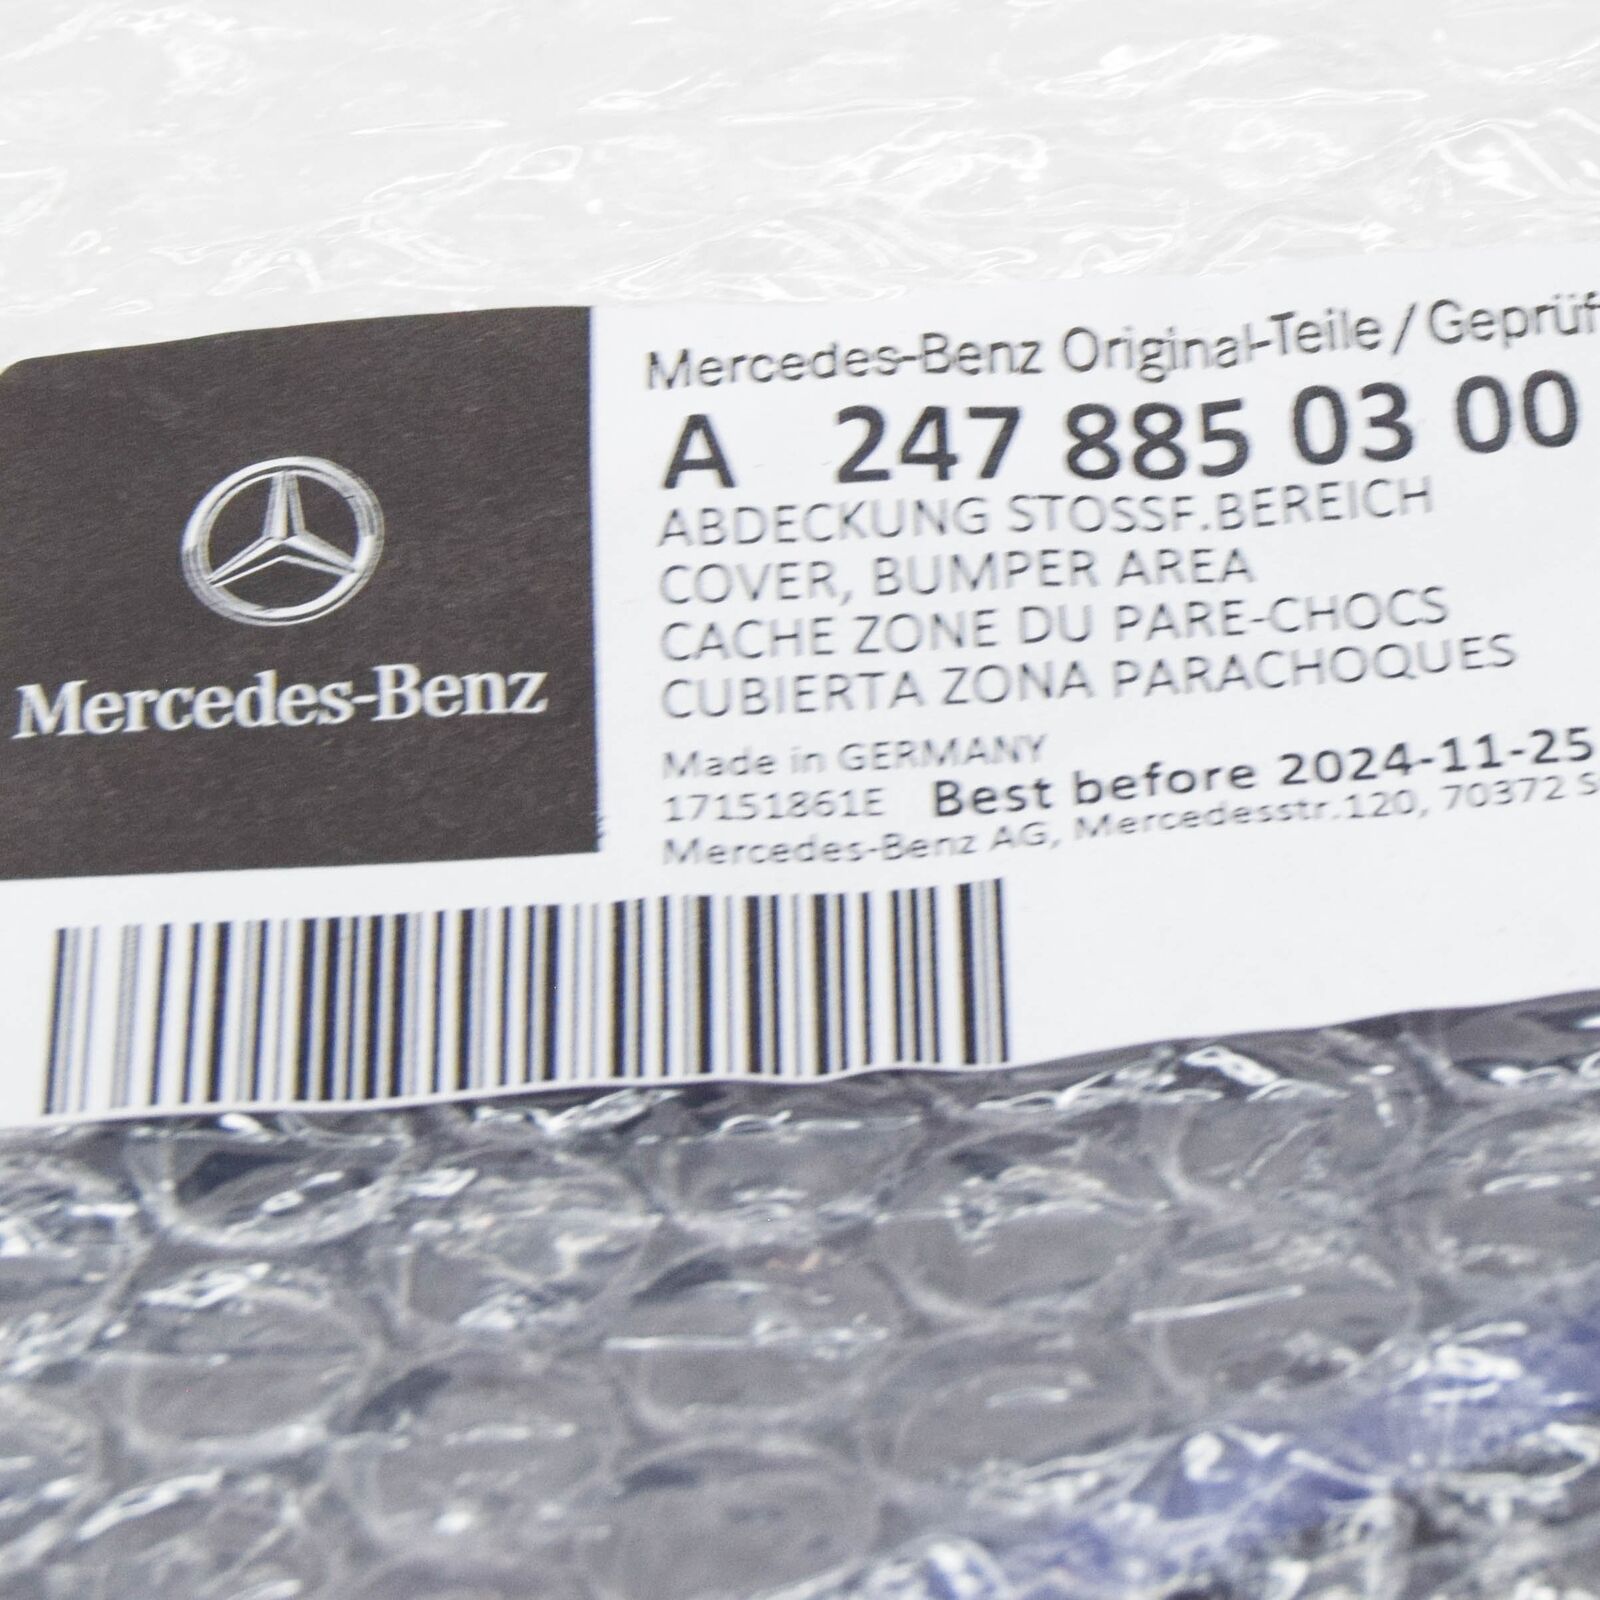 Mercedes-Benz
Mercedes-Benz Original-Teile / Geprüf
A 247 885 03 00
ABDECKUNG STOSSF.BEREICH
COVER, BUMPER AREA
CACHE ZONE DU PARE-CHOCS
CUBIERTA ZONA PARACHOQUES
Made in GERMANY
17151861E Best before 2024-11-25
Mercedes-Benz AG, Mercedesstr.120, 70372